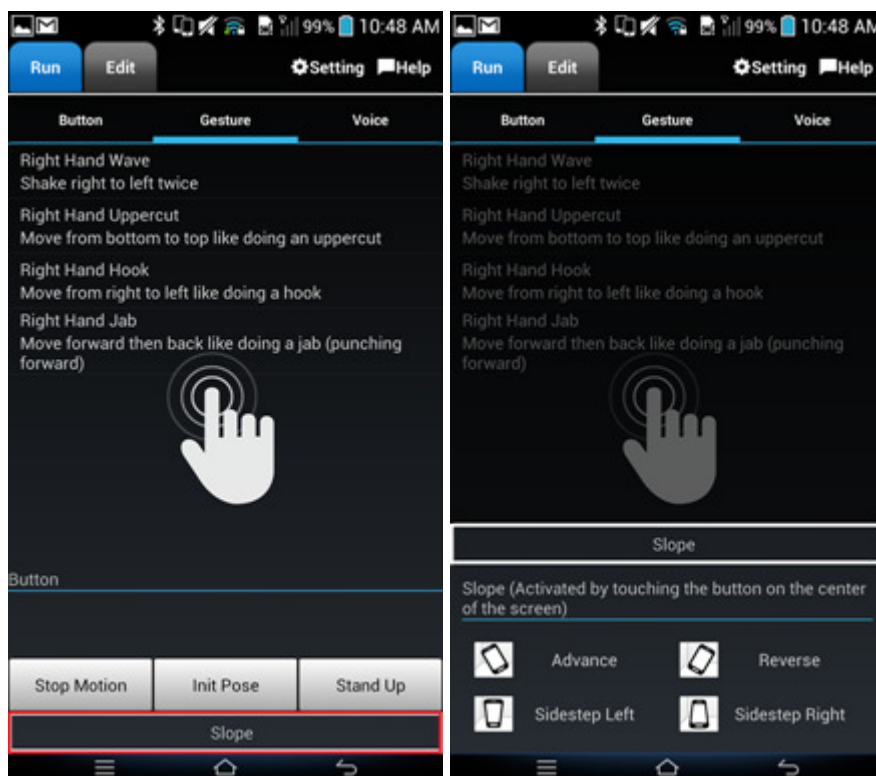 99% 10:48 AM
Run Edit Setting Help
Button Gesture Voice
Right Hand Wave
Shake right to left twice
Right Hand Uppercut
Move from bottom to top like doing an uppercut
Right Hand Hook
Move from right to left like doing a hook
Right Hand Jab
Move forward then back like doing a jab (punching
forward)
Button
Stop Motion Init Pose Stand Up
Slope
99% 10:48 AM
Run Edit Setting Help
Button Gesture Voice
Right Hand Wave
Shake right to left twice
Right Hand Uppercut
Move from bottom to top like doing an uppercut
Right Hand Hook
Move from right to left like doing a hook
Right Hand Jab
Move forward then back like doing a jab (punching
forward)
Slope
Slope (Activated by touching the button on the center
of the screen)
Advance Reverse
Sidestep Left Sidestep Right